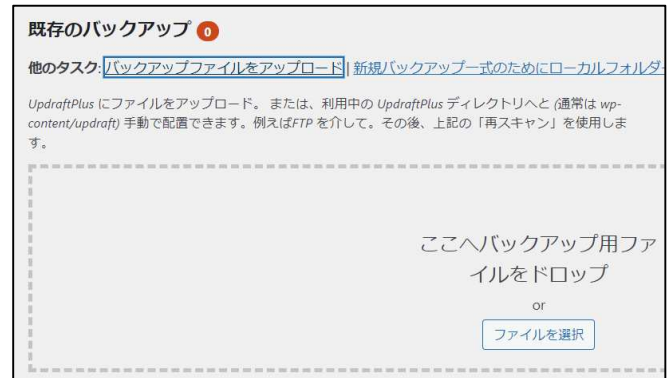 既存のバックアップ 0
他のタスク: バックアップファイルをアップロード | 新規バックアップ一式のためにローカルフォルダ
UpdraftPlus にファイルをアップロード。 または、利用中の UpdraftPlus ディレクトリへと (通常は wp-
content/updraft) 手動で配置できます。例えばFTP を介して。その後、上記の「再スキャン」を使用しま
す。
ここへバックアップ用ファ
イルをドロップ
or
ファイルを選択